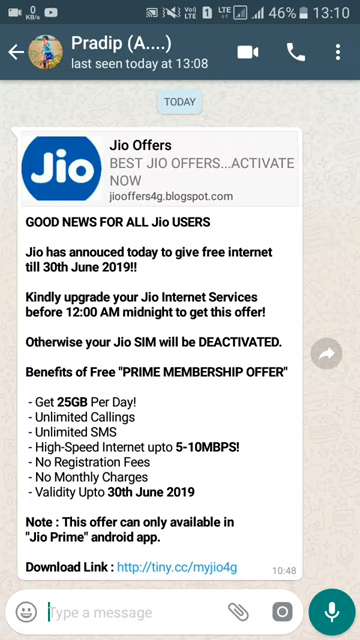 0
KB/s
VoD
LTE
1
LTE
46%
13:10
Pradip (A....)
last seen today at 13:08
TODAY
Jio
Jio Offers
BEST JIO OFFERS...ACTIVATE
NOW
jiooffers4g.blogspot.com
GOOD NEWS FOR ALL Jio USERS
Jio has annouced today to give free internet
till 30th June 2019!!
Kindly upgrade your Jio Internet Services
before 12:00 AM midnight to get this offer!
Otherwise your Jio SIM will be DEACTIVATED.
Benefits of Free "PRIME MEMBERSHIP OFFER"
- Get 25GB Per Day!
- Unlimited Callings
- Unlimited SMS
- High-Speed Internet upto 5-10MBPS!
- No Registration Fees
- No Monthly Charges
- Validity Upto 30th June 2019
Note : This offer can only available in
"Jio Prime" android app.
Download Link : http://tiny.cc/myjio4g
10:48
Type a message